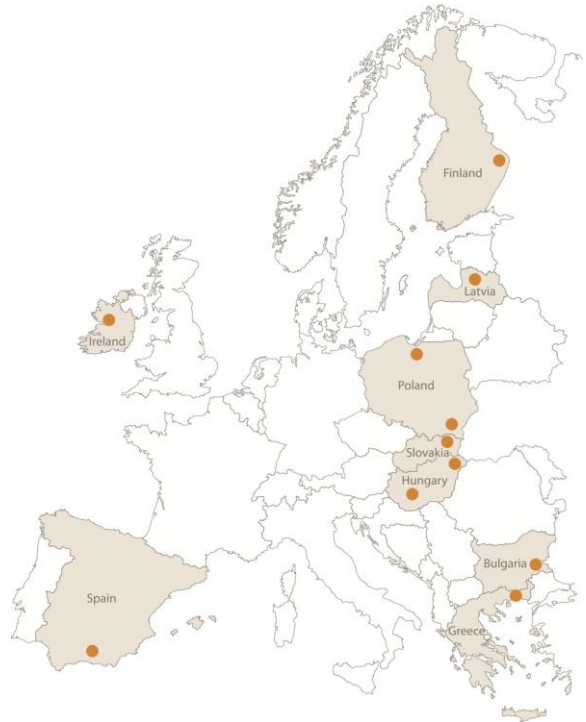 Finland
Latvia
Ireland
Poland
Slovakia
Hungary
Bulgaria
Spain
Greece